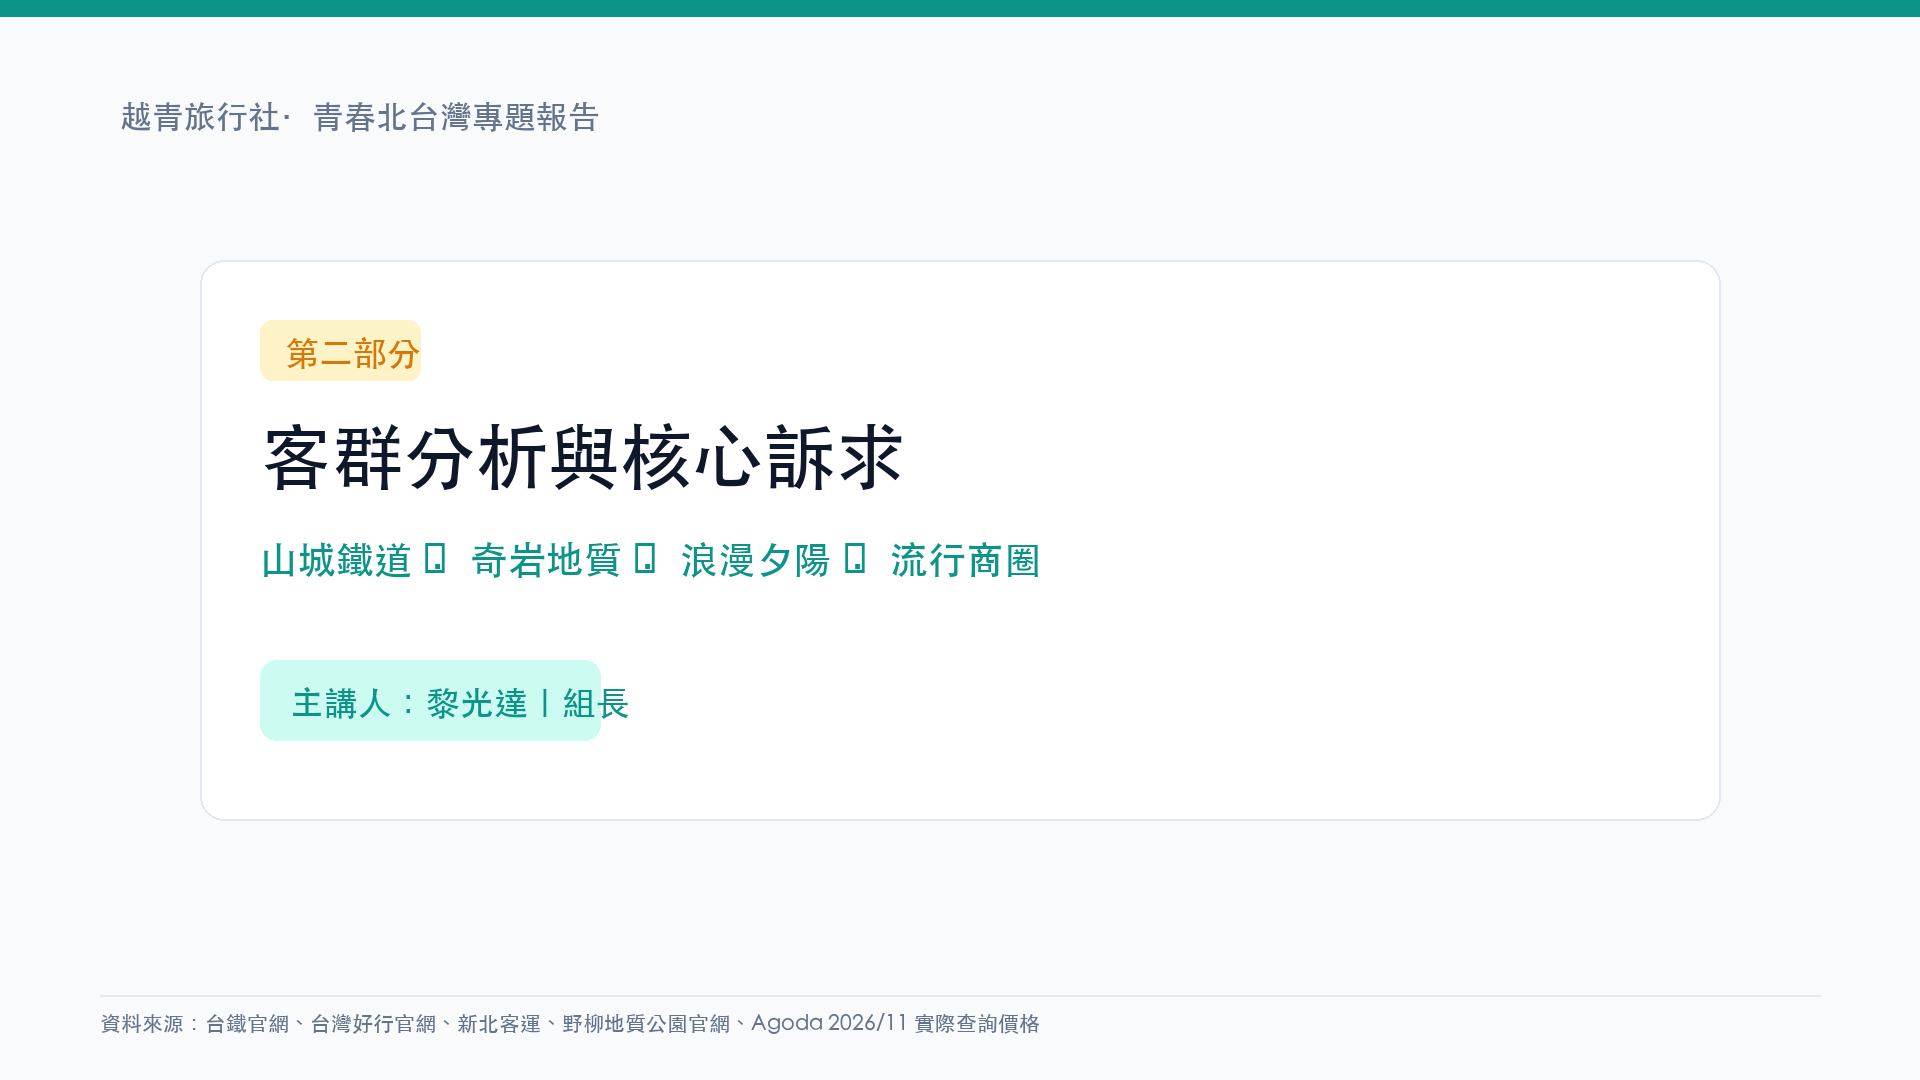 越青旅行社· 青春北台灣專題報告
第二部分
客群分析與核心訴求
山城鐵道 奇岩地質 浪漫夕陽 流行商圈
主講人：黎光達｜組長
資料來源：台鐵官網、台灣好行官網、新北客運、野柳地質公園官網、Agoda 2026/11 實際查詢價格